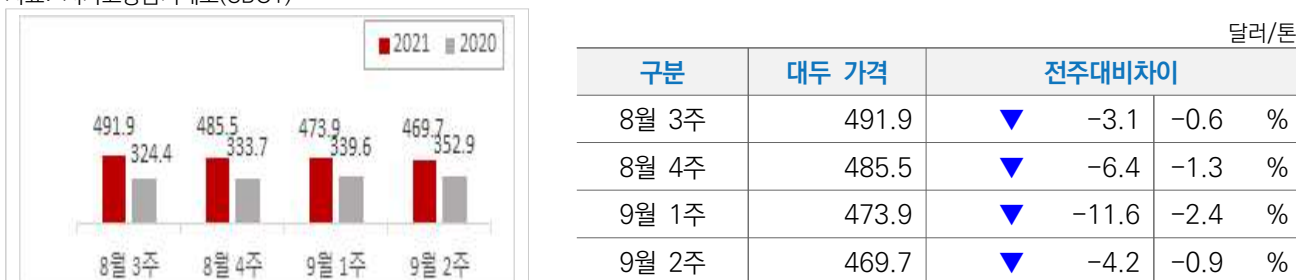 2021 2020
491.9 485.5 473.9 469.7
324.4 333.7 339.6 352.9
8월 3주 8월 4주 9월 1주 9월 2주
달러/톤
구분 대두 가격 전주대비차이
8월 3주 491.9 ▼ -3.1 -0.6 %
8월 4주 485.5 ▼ -6.4 -1.3 %
9월 1주 473.9 ▼ -11.6 -2.4 %
9월 2주 469.7 ▼ -4.2 -0.9 %